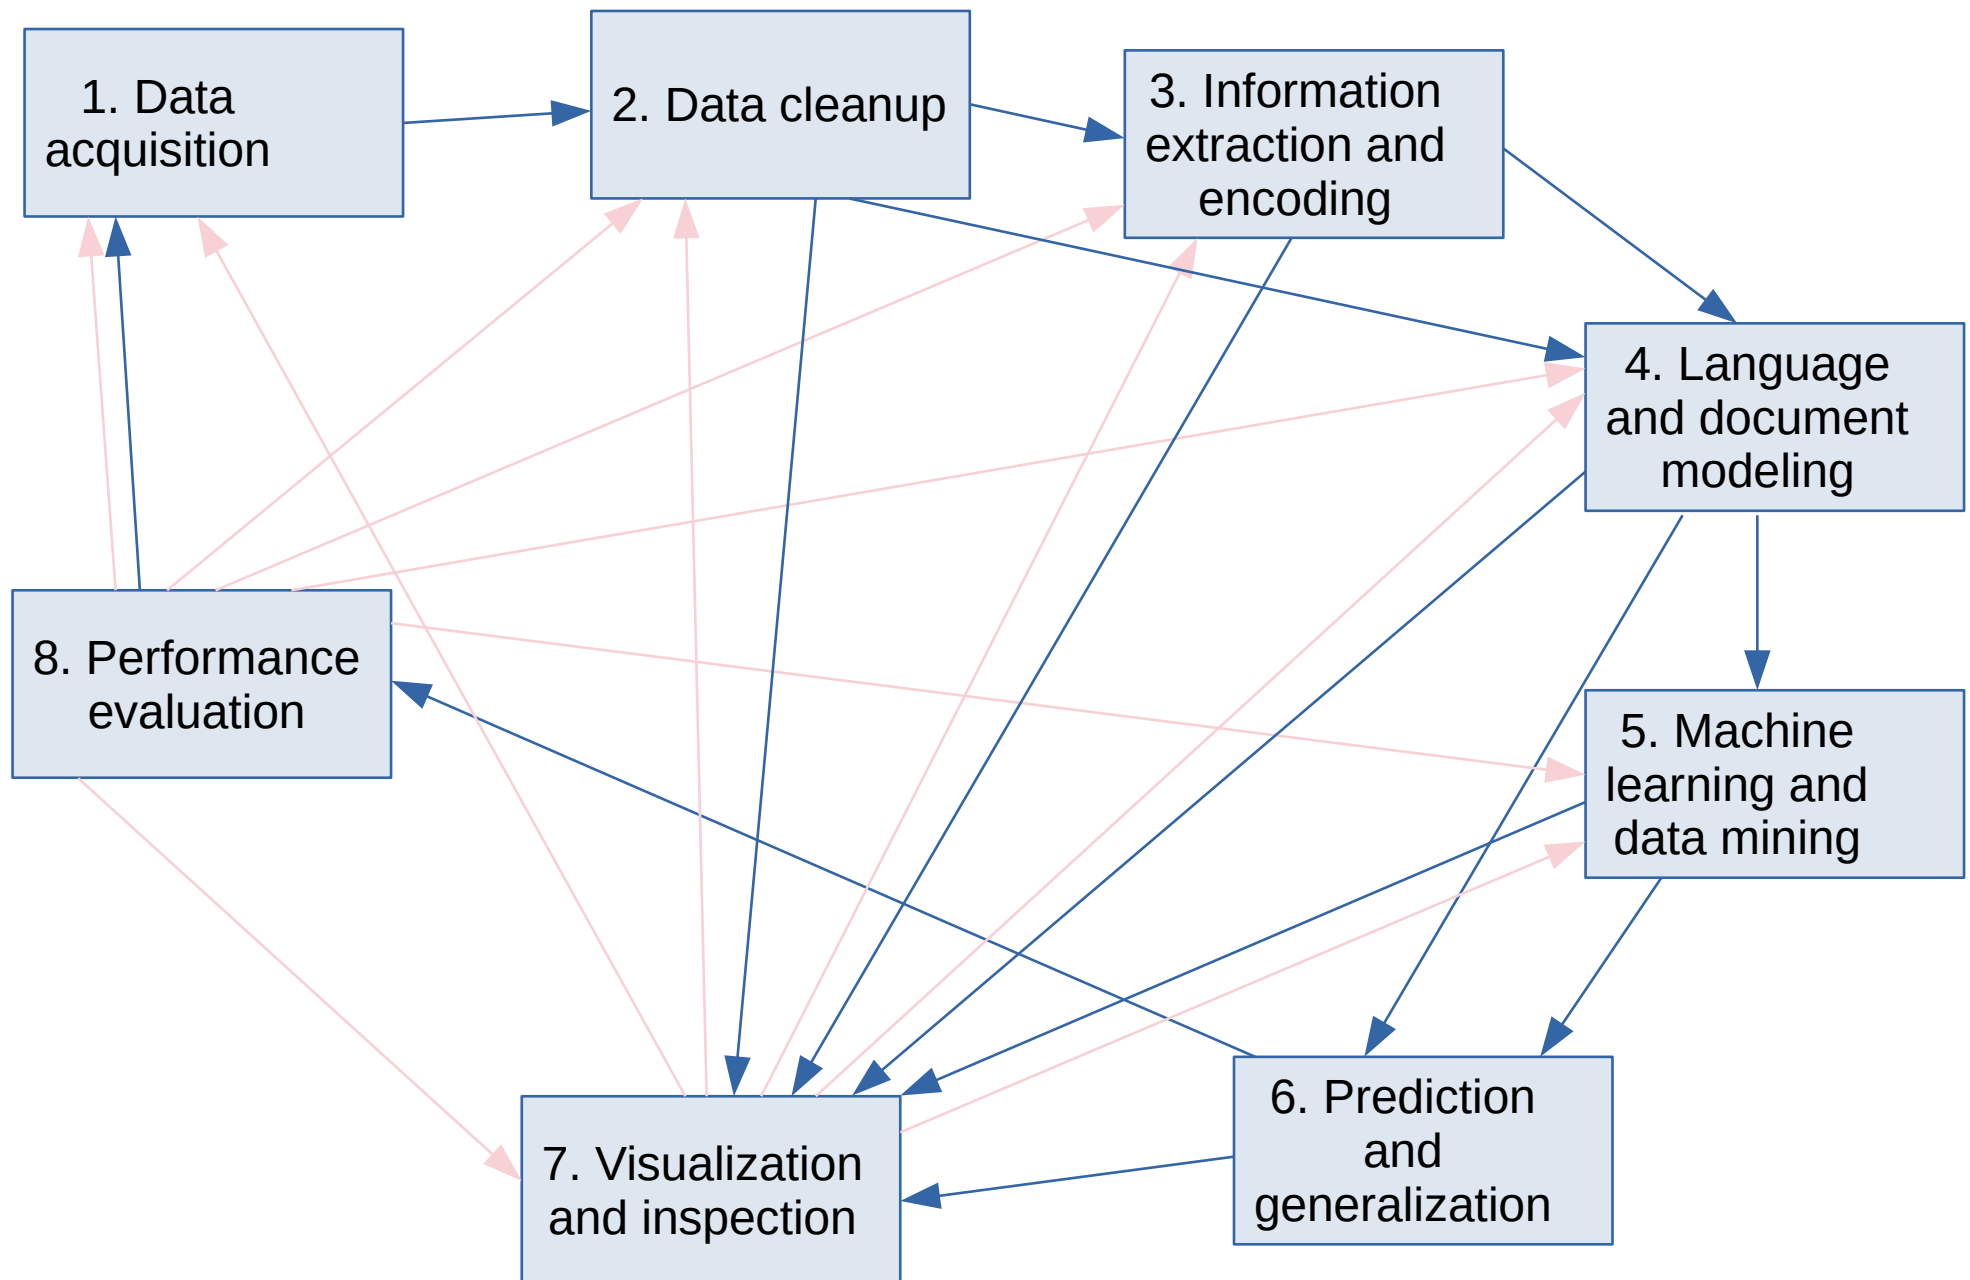 1. Data
acquisition
2. Data cleanup
3. Information
extraction and
encoding
4. Language
and document
modeling
5. Machine
learning and
data mining
6. Prediction
and
generalization
7. Visualization
and inspection
8. Performance
evaluation